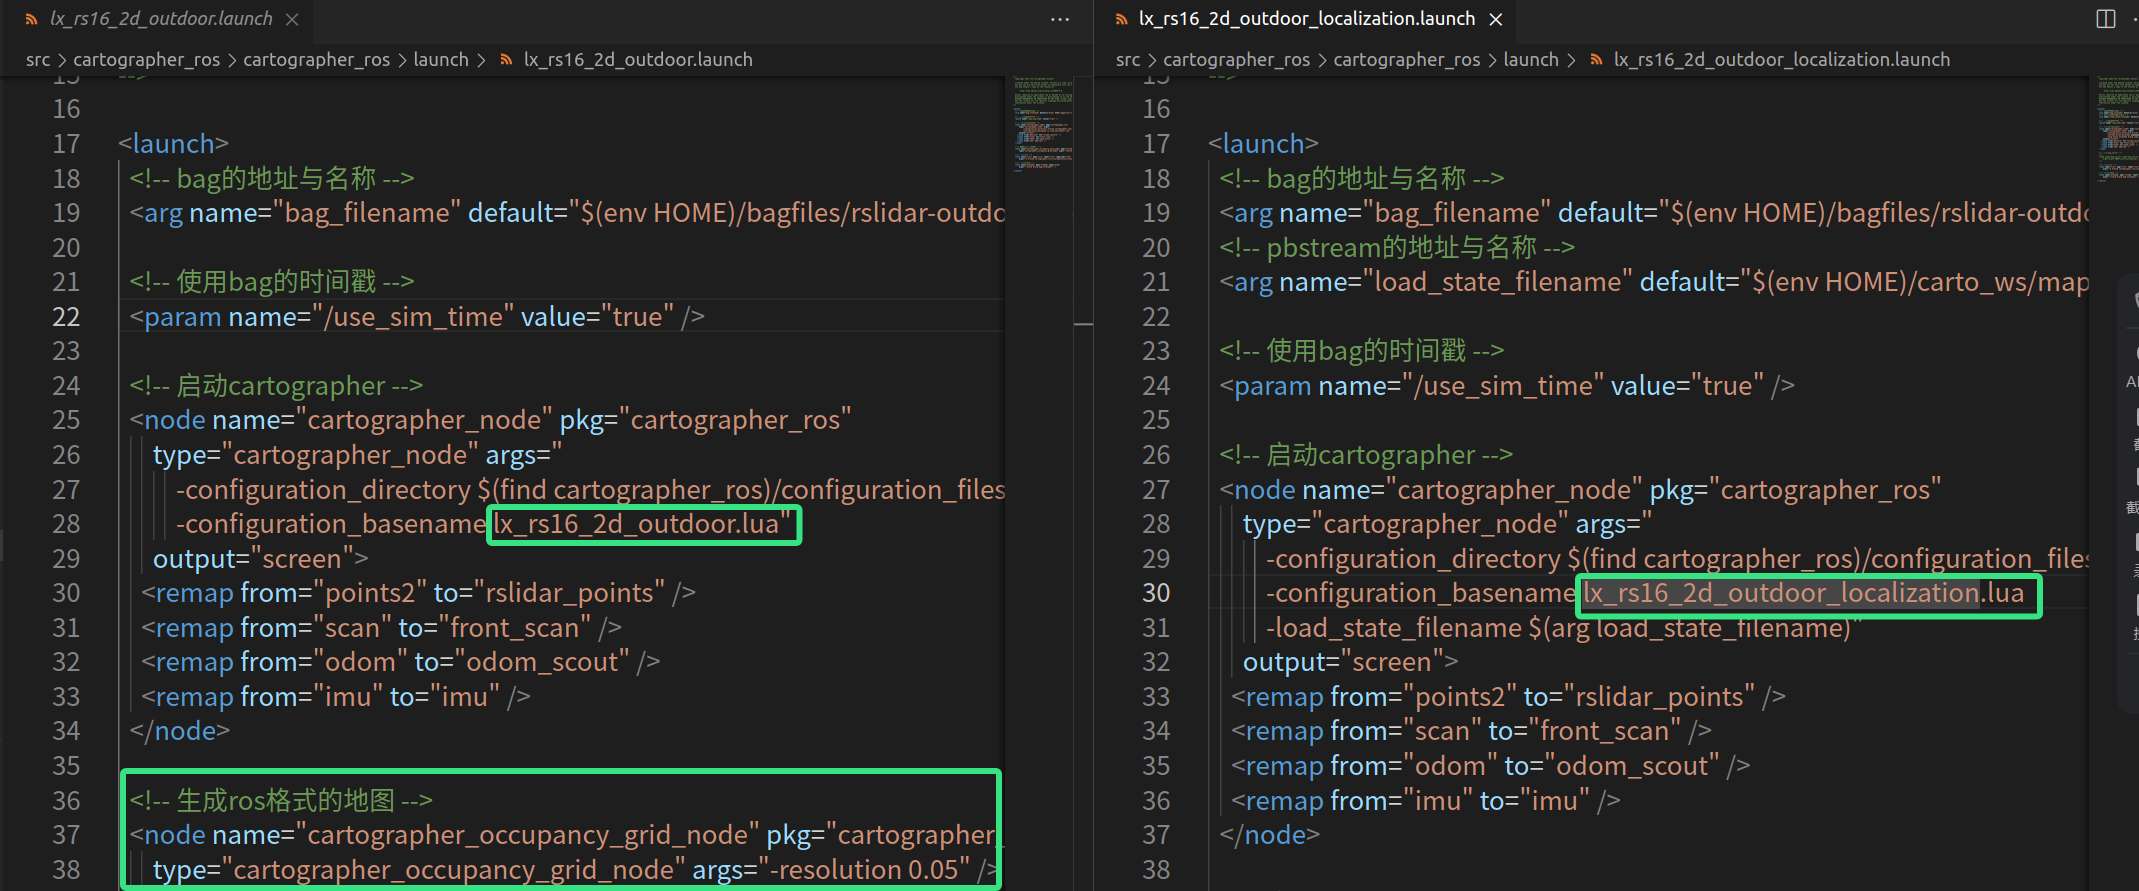 lx_rs16_2d_outdoor.launch
src > cartographer_ros > cartographer_ros > launch > lx_rs16_2d_outdoor.launch
15 -->
16
17 <launch>
18 <!-- bag的地址与名称 -->
19 <arg name="bag_filename" default="$(env HOME)/bagfiles/rslidar-outdo
20
21 <!-- 使用bag的时间戳 -->
22 <param name="/use_sim_time" value="true" />
23
24 <!-- 启动cartographer -->
25 <node name="cartographer_node" pkg="cartographer_ros"
26 type="cartographer_node" args="
27 -configuration_directory $(find cartographer_ros)/configuration_files
28 -configuration_basename lx_rs16_2d_outdoor.lua"
29 output="screen">
30 <remap from="points2" to="rslidar_points" />
31 <remap from="scan" to="front_scan" />
32 <remap from="odom" to="odom_scout" />
33 <remap from="imu" to="imu" />
34 </node>
35
36 <!-- 生成ros格式的地图 -->
37 <node name="cartographer_occupancy_grid_node" pkg="cartographer_
38 type="cartographer_occupancy_grid_node" args="-resolution 0.05" />
lx_rs16_2d_outdoor_localization.launch
src > cartographer_ros > cartographer_ros > launch > lx_rs16_2d_outdoor_localization.launch
15 -->
16
17 <launch>
18 <!-- bag的地址与名称 -->
19 <arg name="bag_filename" default="$(env HOME)/bagfiles/rslidar-outdo
20 <!-- pbstream的地址与名称 -->
21 <arg name="load_state_filename" default="$(env HOME)/carto_ws/map
22
23 <!-- 使用bag的时间戳 -->
24 <param name="/use_sim_time" value="true" />
25
26 <!-- 启动cartographer -->
27 <node name="cartographer_node" pkg="cartographer_ros"
28 type="cartographer_node" args="
29 -configuration_directory $(find cartographer_ros)/configuration_files
30 -configuration_basename lx_rs16_2d_outdoor_localization.lua
31 -load_state_filename $(arg load_state_filename)"
32 output="screen">
33 <remap from="points2" to="rslidar_points" />
34 <remap from="scan" to="front_scan" />
35 <remap from="odom" to="odom_scout" />
36 <remap from="imu" to="imu" />
37 </node>
38